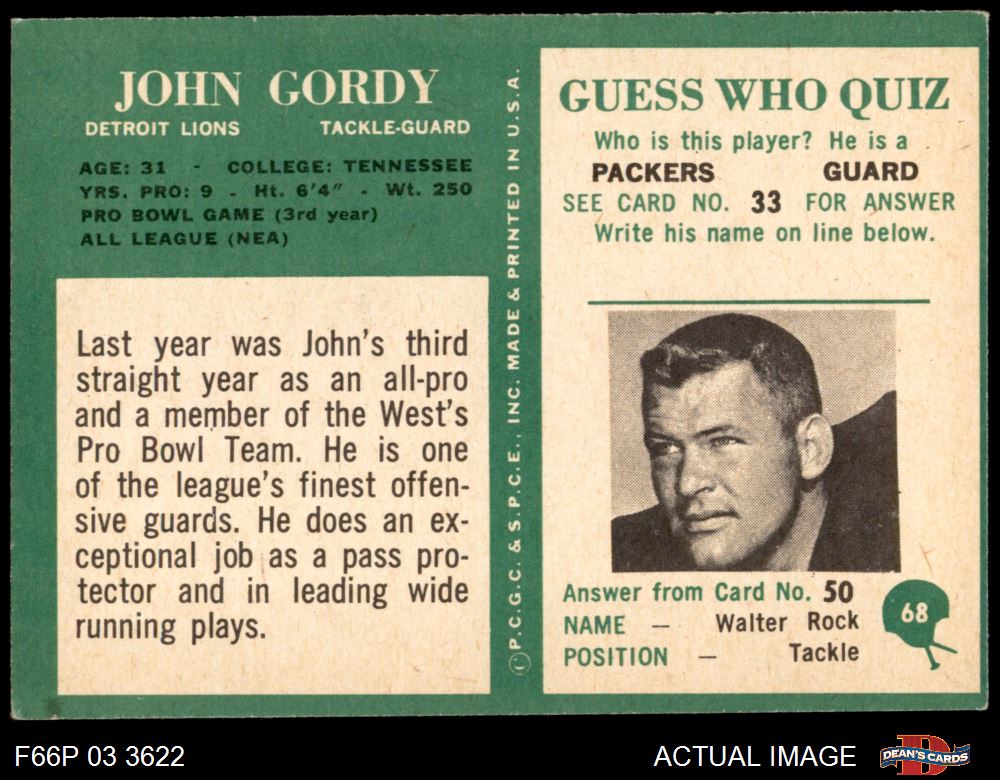 JOHN GORDY
DETROIT LIONS TACKLE-GUARD
AGE: 31 - COLLEGE: TENNESSEE
YRS. PRO: 9 - Ht. 6'4" - Wt. 250
PRO BOWL GAME (3rd year)
ALL LEAGUE (NEA)
Last year was John's third
straight year as an all-pro
and a member of the West's
Pro Bowl Team. He is one
of the league's finest offen-
sive guards. He does an ex-
ceptional job as a pass pro-
tector and in leading wide
running plays.
©P.C.G.C. & S.P.C.E., INC. MADE & PRINTED IN U.S.A.
GUESS WHO QUIZ
Who is this player? He is a
PACKERS GUARD
SEE CARD NO. 33 FOR ANSWER
Write his name on line below.
Answer from Card No. 50
NAME — Walter Rock
POSITION — Tackle
68
F66P 03 3622
ACTUAL IMAGE
DEAN'S CARDS